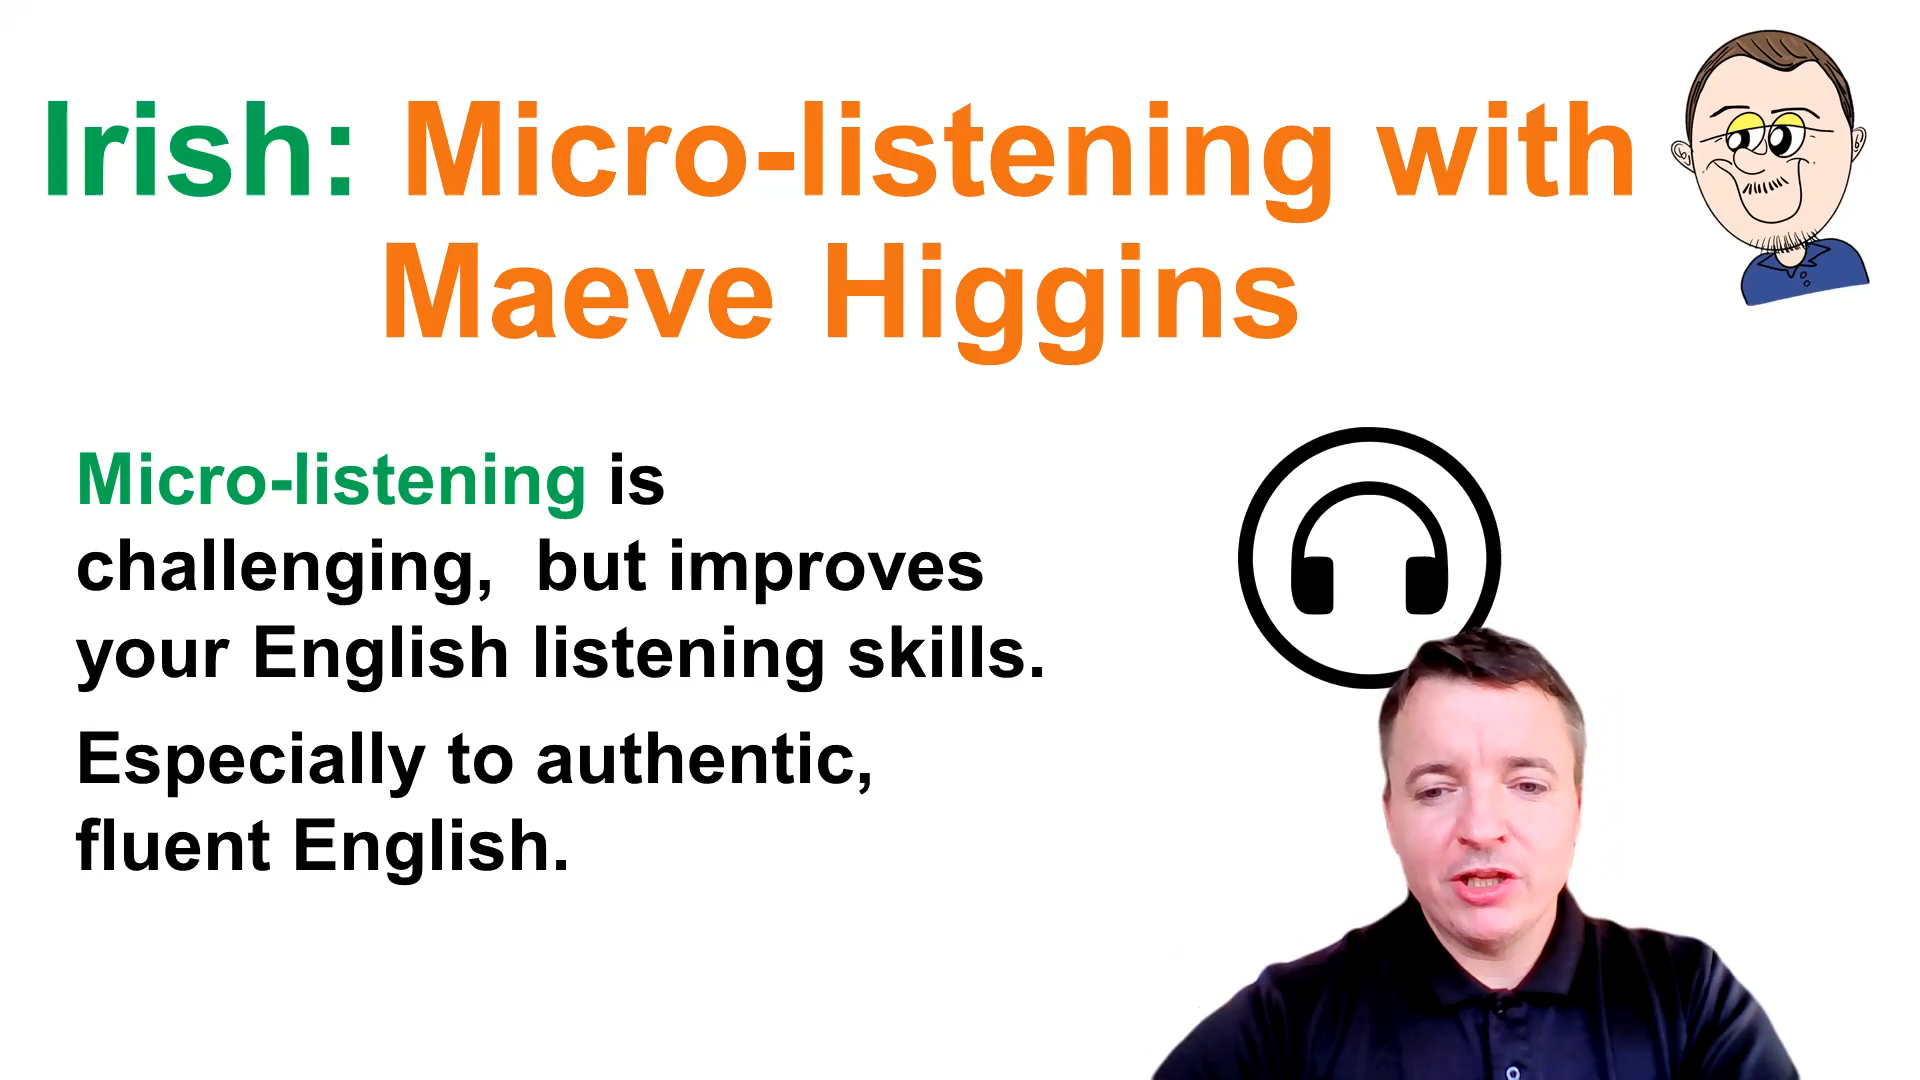 Irish: Micro-listening with
Maeve Higgins
Micro-listening is
challenging,  but improves
your English listening skills.
Especially to authentic,
fluent English.